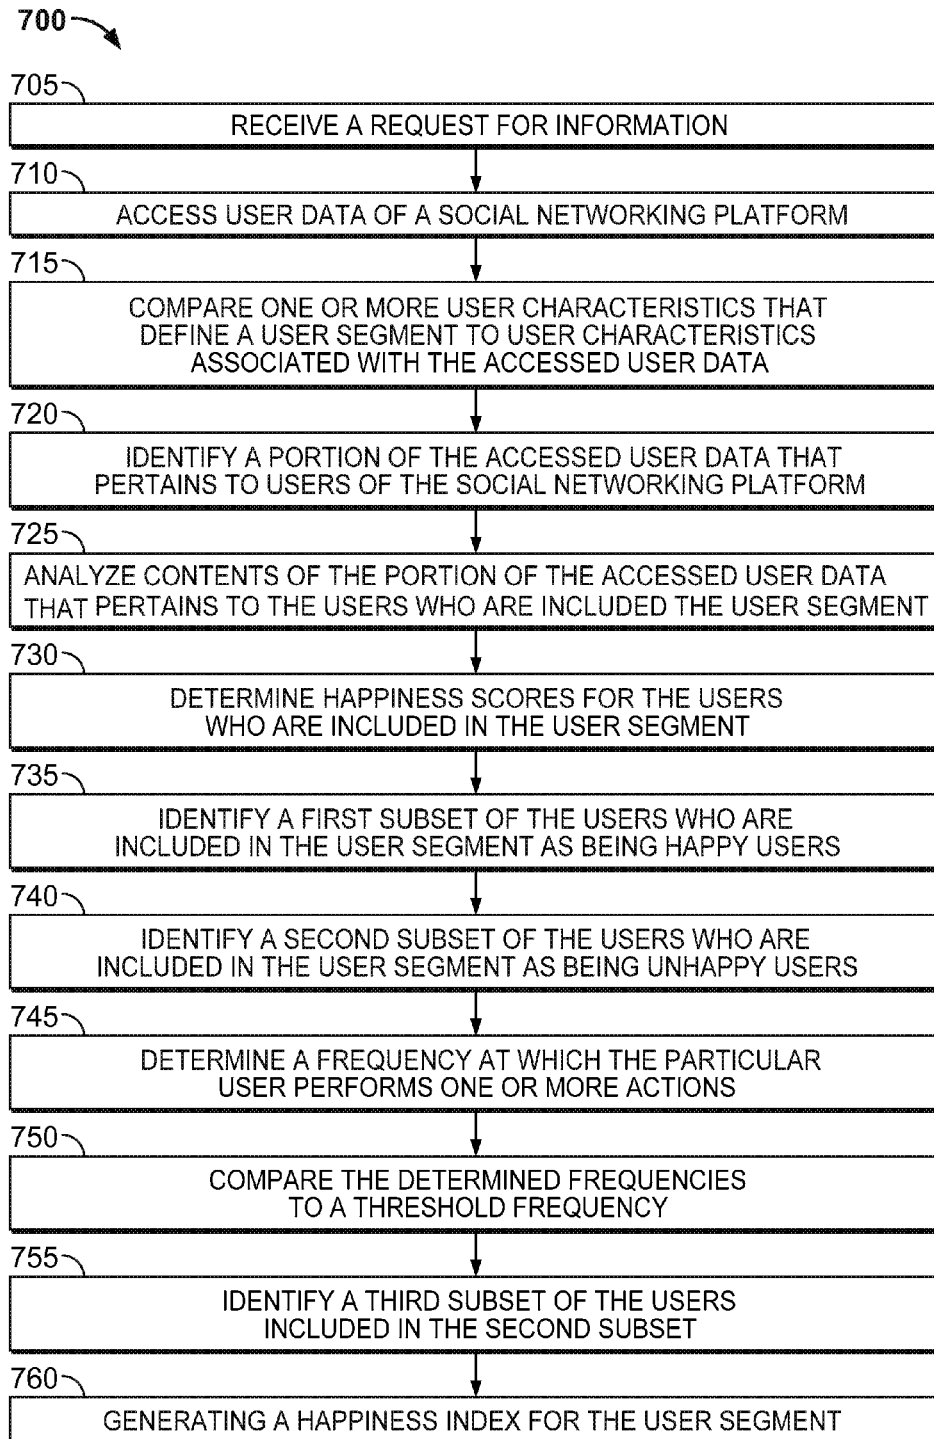 700
705
RECEIVE A REQUEST FOR INFORMATION
710
ACCESS USER DATA OF A SOCIAL NETWORKING PLATFORM
715
COMPARE ONE OR MORE USER CHARACTERISTICS THAT
DEFINE A USER SEGMENT TO USER CHARACTERISTICS
ASSOCIATED WITH THE ACCESSED USER DATA
720
IDENTIFY A PORTION OF THE ACCESSED USER DATA THAT
PERTAINS TO USERS OF THE SOCIAL NETWORKING PLATFORM
725
ANALYZE CONTENTS OF THE PORTION OF THE ACCESSED USER DATA
THAT PERTAINS TO THE USERS WHO ARE INCLUDED THE USER SEGMENT
730
DETERMINE HAPPINESS SCORES FOR THE USERS
WHO ARE INCLUDED IN THE USER SEGMENT
735
IDENTIFY A FIRST SUBSET OF THE USERS WHO ARE
INCLUDED IN THE USER SEGMENT AS BEING HAPPY USERS
740
IDENTIFY A SECOND SUBSET OF THE USERS WHO ARE
INCLUDED IN THE USER SEGMENT AS BEING UNHAPPY USERS
745
DETERMINE A FREQUENCY AT WHICH THE PARTICULAR
USER PERFORMS ONE OR MORE ACTIONS
750
COMPARE THE DETERMINED FREQUENCIES
TO A THRESHOLD FREQUENCY
755
IDENTIFY A THIRD SUBSET OF THE USERS
INCLUDED IN THE SECOND SUBSET
760
GENERATING A HAPPINESS INDEX FOR THE USER SEGMENT